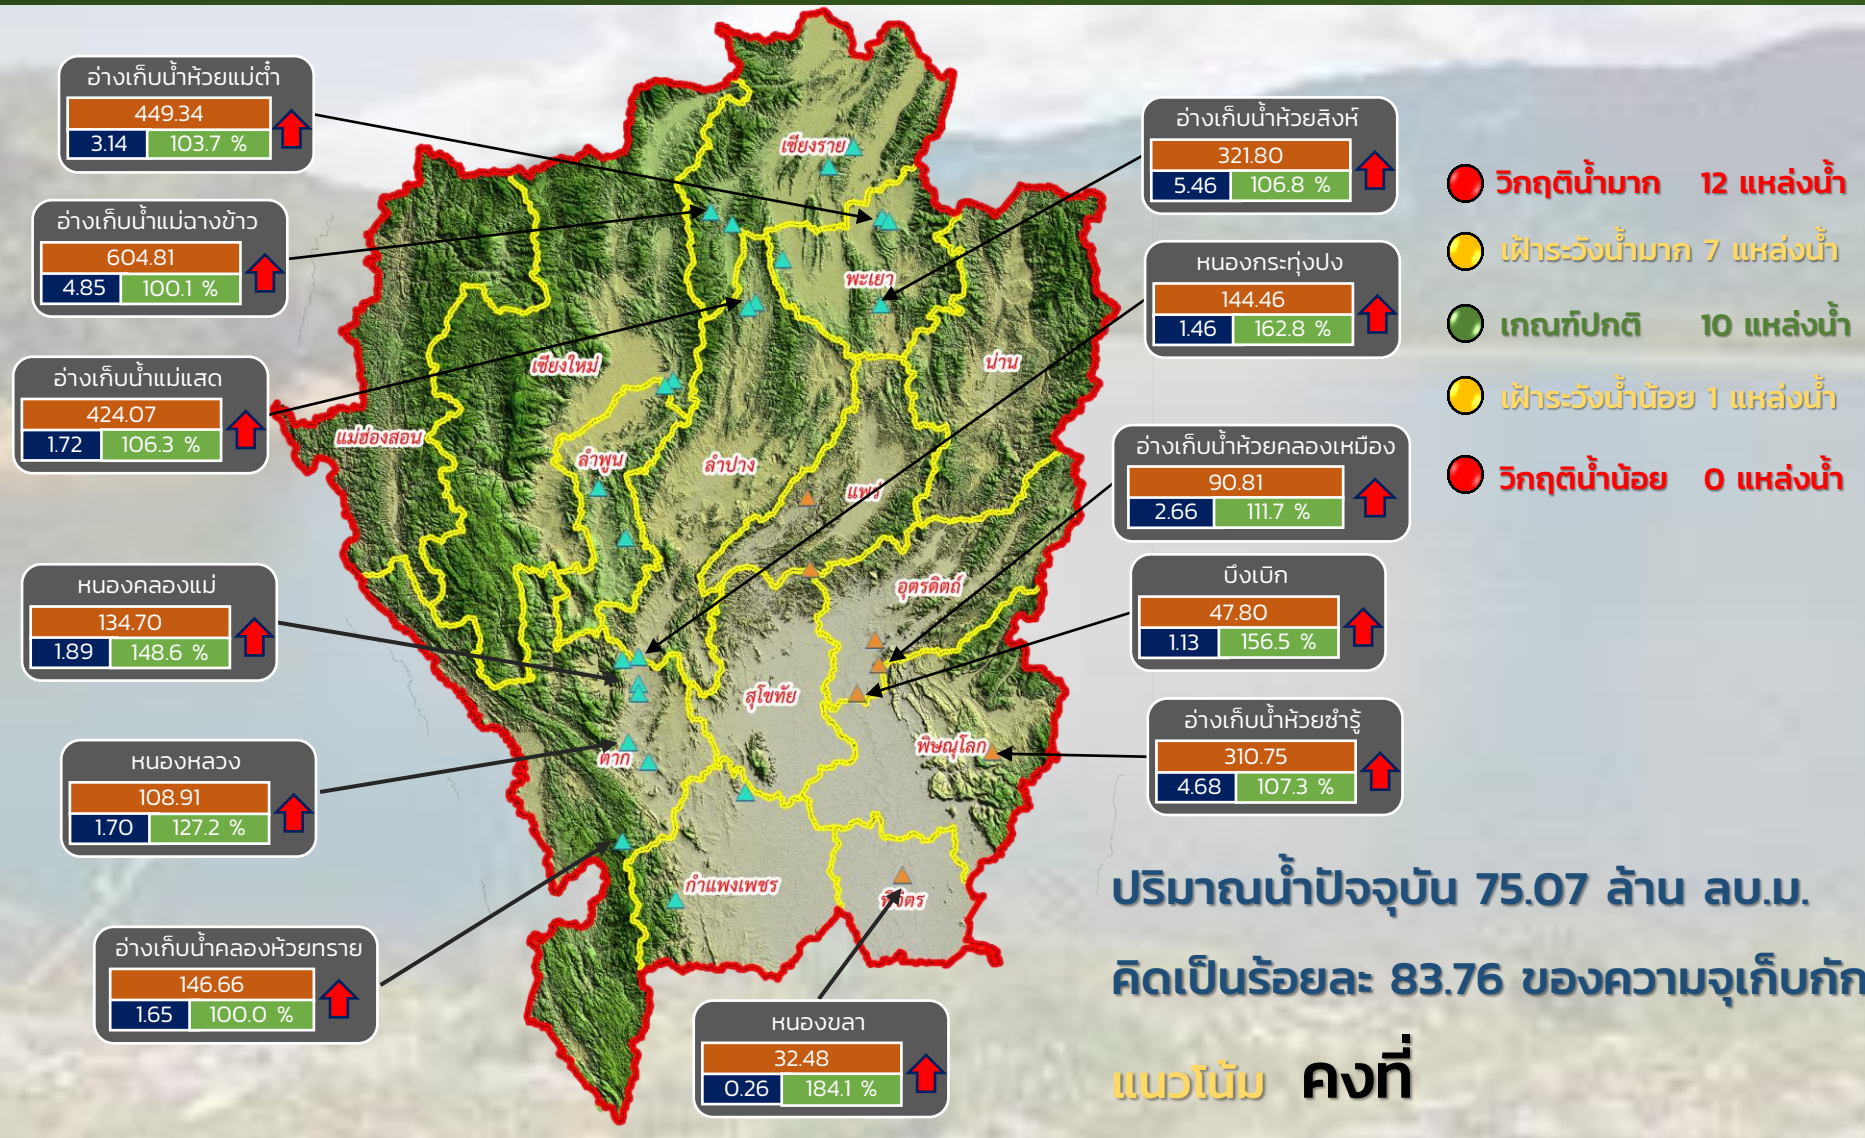 อ่างเก็บน้ำห้วยแม่ต๋ำ
449.34
3.14 103.7 %
อ่างเก็บน้ำแม่ฉางข้าว
604.81
4.85 100.1 %
อ่างเก็บน้ำแม่แสด
424.07
1.72 106.3 %
หนองคลองแม่
134.70
1.89 148.6 %
หนองหลวง
108.91
1.70 127.2 %
อ่างเก็บน้ำคลองห้วยทราย
146.66
1.65 100.0 %
หนองขลา
32.48
0.26 184.1 %
เชียงราย
พะเยา
น่าน
เชียงใหม่
แม่ฮ่องสอน
ลำพูน
ลำปาง
แพร่
อุตรดิตถ์
สุโขทัย
ตาก
พิษณุโลก
กำแพงเพชร
พิจิตร
อ่างเก็บน้ำห้วยสิงห์
321.80
5.46 106.8 %
หนองกระทุ่งปง
144.46
1.46 162.8 %
อ่างเก็บน้ำห้วยคลองเหมือง
90.81
2.66 111.7 %
บึงเบิก
47.80
1.13 156.5 %
อ่างเก็บน้ำห้วยซำรู้
310.75
4.68 107.3 %
วิกฤติน้ำมาก 12 แหล่งน้ำ
เฝ้าระวังน้ำมาก 7 แหล่งน้ำ
เกณฑ์ปกติ 10 แหล่งน้ำ
เฝ้าระวังน้ำน้อย 1 แหล่งน้ำ
วิกฤติน้ำน้อย 0 แหล่งน้ำ
ปริมาณน้ำปัจจุบัน 75.07 ล้าน ลบ.ม.
คิดเป็นร้อยละ 83.76 ของความจุเก็บกัก
แนวโน้ม คงที่